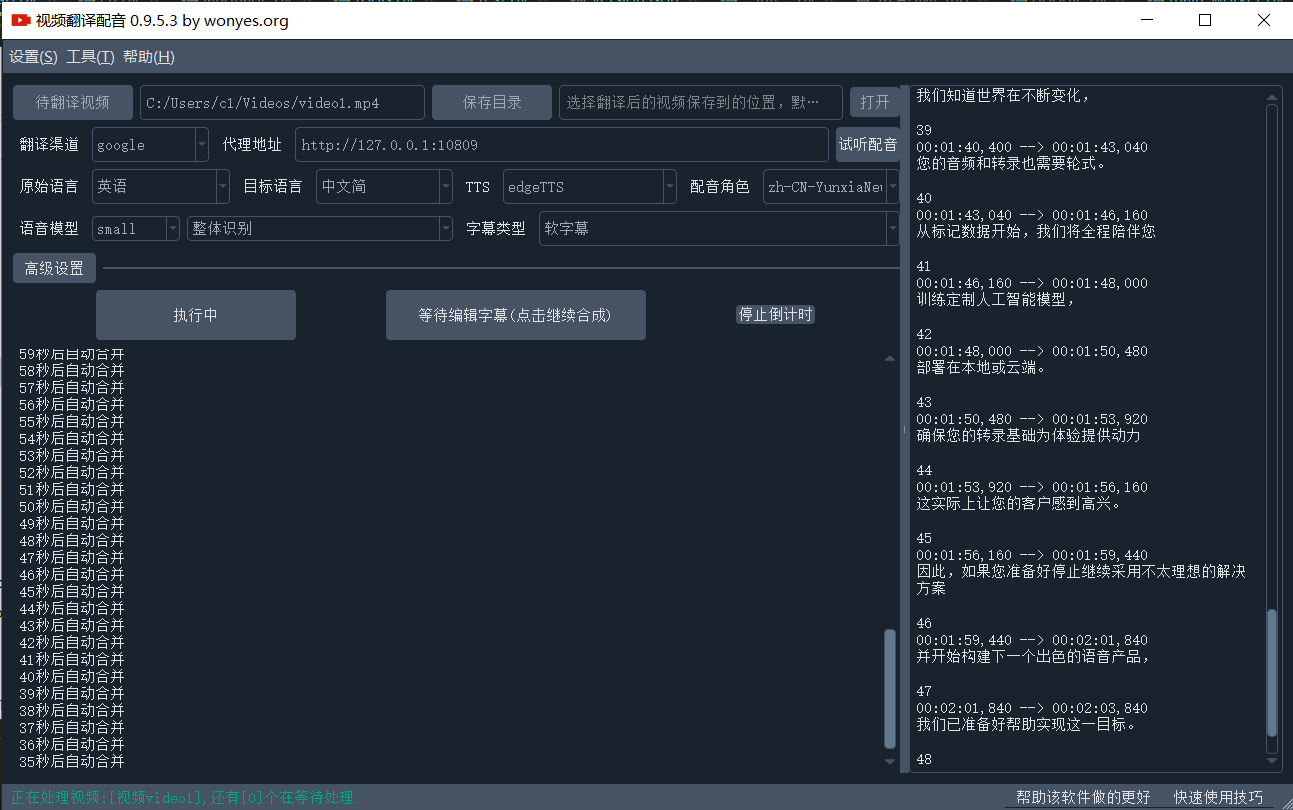 视频翻译配音 0.9.5.3 by wonyes.org
设置(S) 工具(T) 帮助(H)
待翻译视频 C:/Users/c1/Videos/video1.mp4 保存目录 选择翻译后的视频保存到的位置，默… 打开
翻译渠道 google 代理地址 http://127.0.0.1:10809 试听配音
原始语言 英语 目标语言 中文简 TTS edgeTTS 配音角色 zh-CN-YunxiaNeu
语音模型 small 整体识别 字幕类型 软字幕
高级设置
执行中 等待编辑字幕(点击继续合成) 停止倒计时
59秒后自动合并
58秒后自动合并
57秒后自动合并
56秒后自动合并
55秒后自动合并
54秒后自动合并
53秒后自动合并
52秒后自动合并
51秒后自动合并
50秒后自动合并
49秒后自动合并
48秒后自动合并
47秒后自动合并
46秒后自动合并
45秒后自动合并
44秒后自动合并
43秒后自动合并
42秒后自动合并
41秒后自动合并
40秒后自动合并
39秒后自动合并
38秒后自动合并
37秒后自动合并
36秒后自动合并
35秒后自动合并
我们知道世界在不断变化，
39
00:01:40,400 --> 00:01:43,040
您的音频和转录也需要轮式。
40
00:01:43,040 --> 00:01:46,160
从标记数据开始，我们将全程陪伴您
41
00:01:46,160 --> 00:01:48,000
训练定制人工智能模型，
42
00:01:48,000 --> 00:01:50,480
部署在本地或云端。
43
00:01:50,480 --> 00:01:53,920
确保您的转录基础为体验提供动力
44
00:01:53,920 --> 00:01:56,160
这实际上让您的客户感到高兴。
45
00:01:56,160 --> 00:01:59,440
因此，如果您准备好停止继续采用不太理想的解决
方案
46
00:01:59,440 --> 00:02:01,840
并开始构建下一个出色的语音产品，
47
00:02:01,840 --> 00:02:03,840
我们已准备好帮助实现这一目标。
48
正在处理视频:[视频video1],还有[0]个在等待处理
帮助该软件做的更好 快速使用技巧